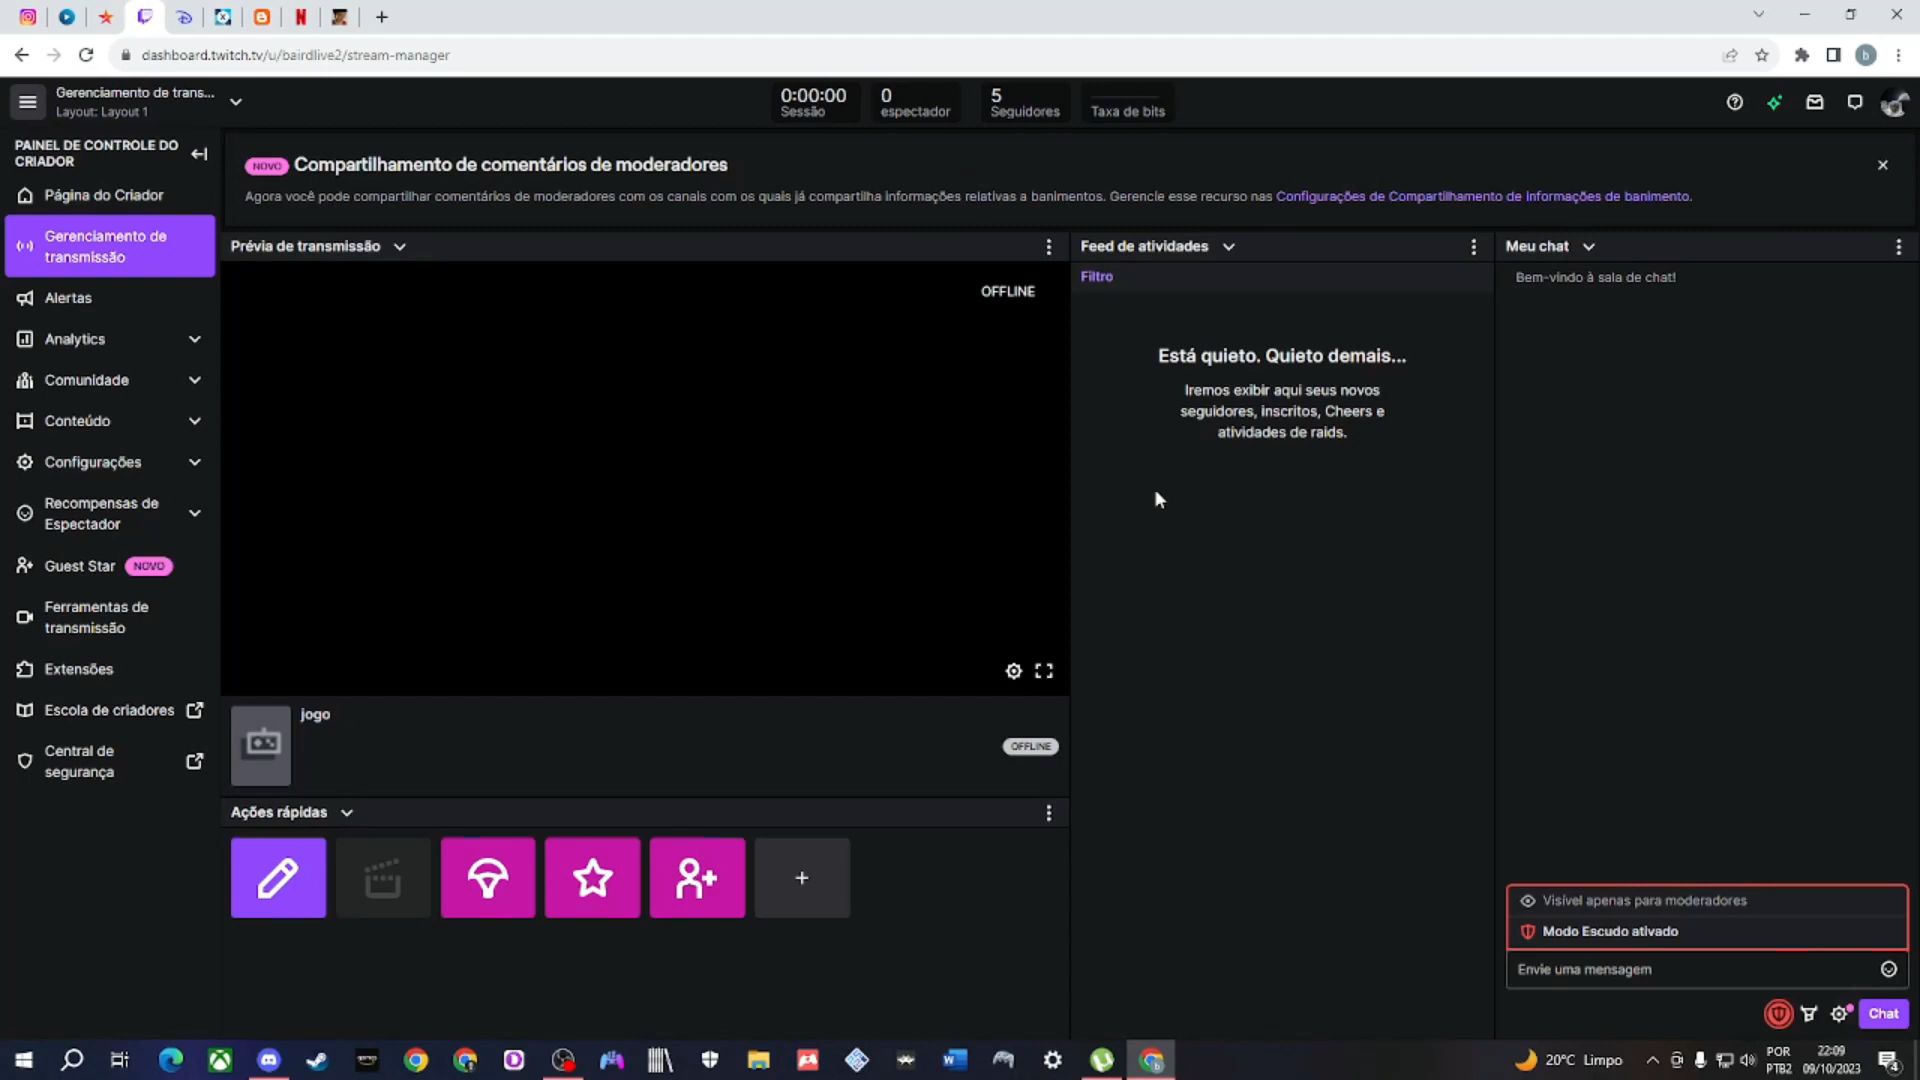 dashboard.twitch.tv/u/bairdlive2/stream-manager
b
Gerenciamento de trans...
Layout: Layout 1
0:00:00
Sessão
0
espectador
5
Seguidores
Taxa de bits
PAINEL DE CONTROLE DO
CRIADOR
Página do Criador
Gerenciamento de
transmissão
Alertas
Analytics
Comunidade
Conteúdo
Configurações
Recompensas de
Espectador
Guest Star NOVO
Ferramentas de
transmissão
Extensões
Escola de criadores
Central de
segurança
NOVO Compartilhamento de comentários de moderadores
Agora você pode compartilhar comentários de moderadores com os canais com os quais já compartilha informações relativas a banimentos. Gerencie esse recurso nas Configurações de Compartilhamento de informações de banimento.
Prévia de transmissão
OFFLINE
jogo
OFFLINE
Ações rápidas
Feed de atividades
Filtro
Está quieto. Quieto demais...
Iremos exibir aqui seus novos
seguidores, inscritos, Cheers e
atividades de raids.
Meu chat
Bem-vindo à sala de chat!
Visível apenas para moderadores
Modo Escudo ativado
Envie uma mensagem
Chat
20°C Limpo
POR
PTB2
22:09
09/10/2023
4